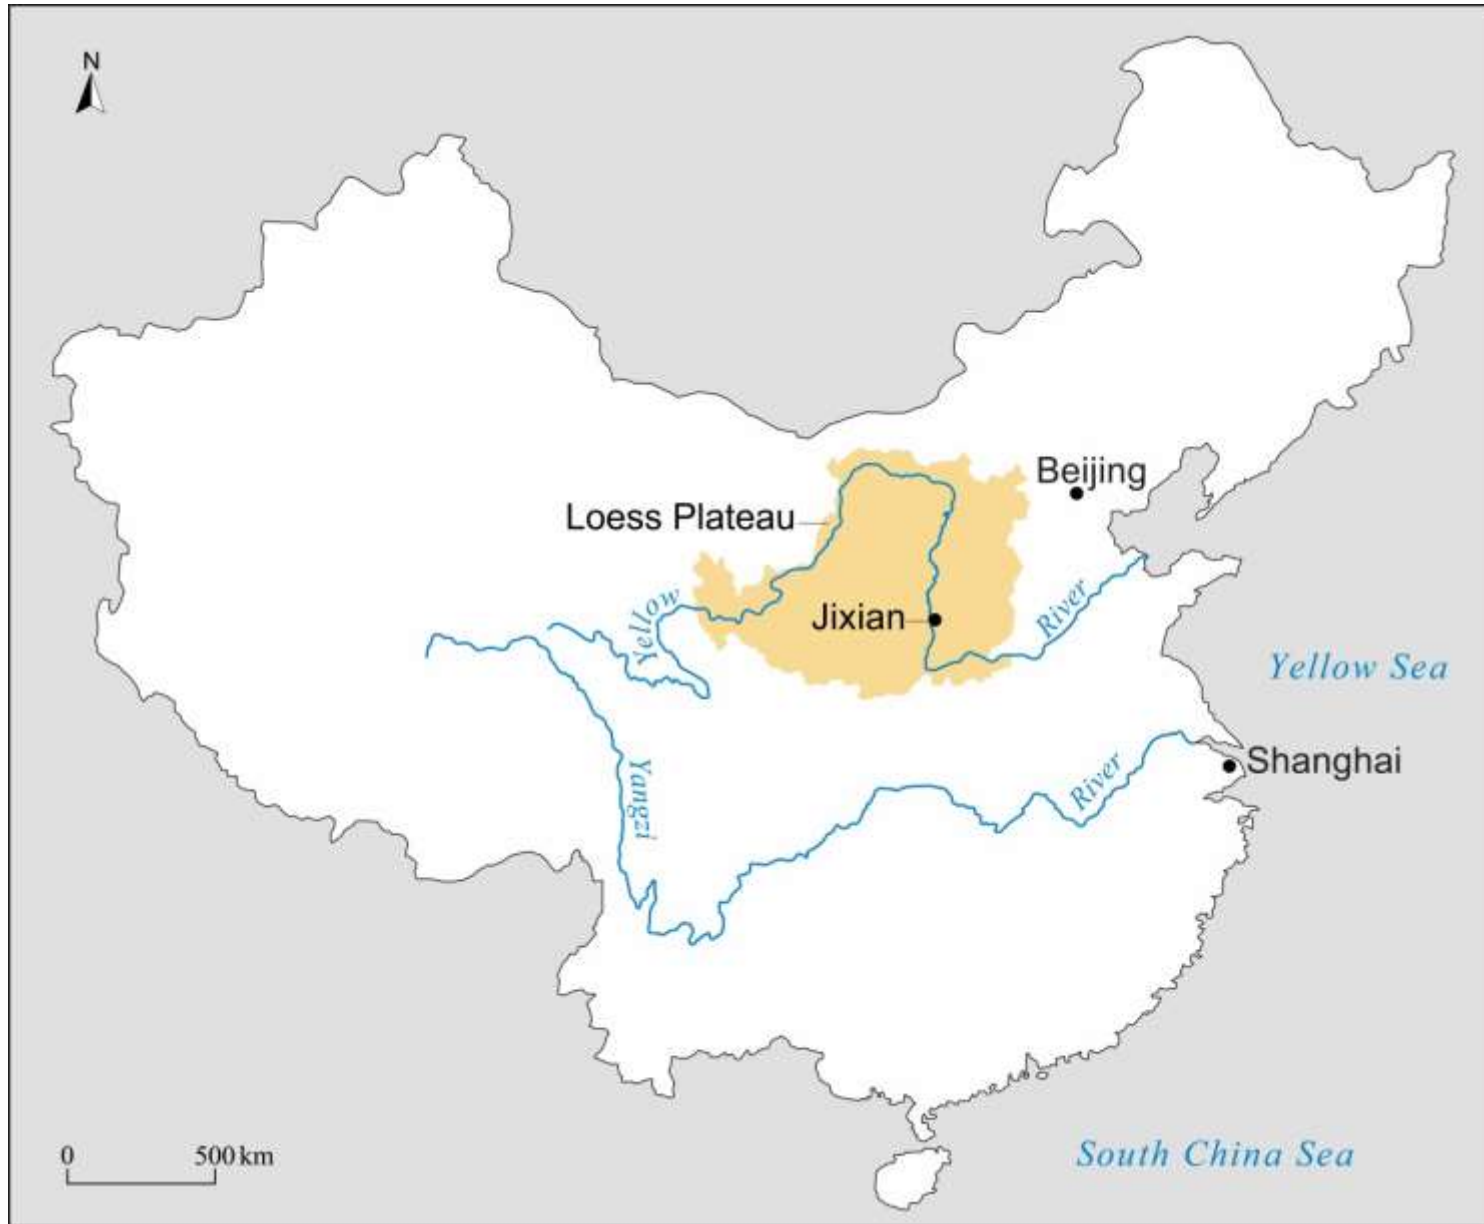 N
Beijing
Loess Plateau
Yellow
River
Jixian
Yellow Sea
Shanghai
Yangzi
River
0 500 km
South China Sea